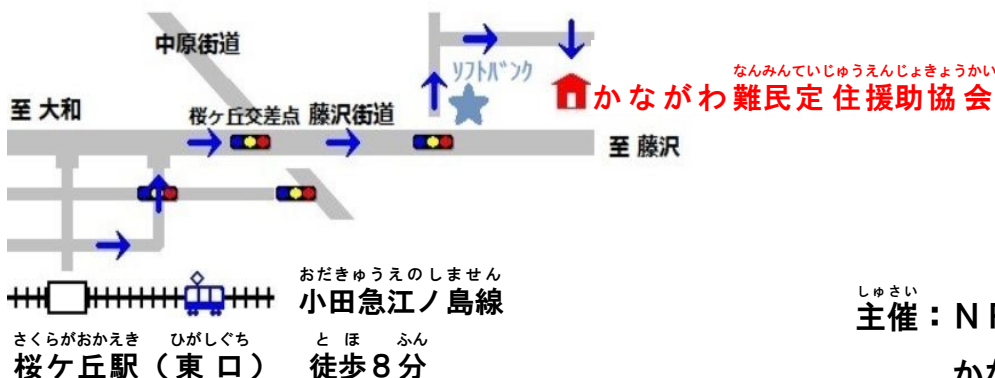 中原街道
ソフトバンク
なんみんていじゅうえんじょきょうかい
かながわ難民定住援助協会
至 大和
桜ヶ丘交差点 藤沢街道
至 藤沢
おだきゅうえのしません
小田急江ノ島線
さくらがおかえき ひがしぐち とほ ふん
桜ケ丘駅（東口） 徒歩８分
しゅさい
主催：ＮＰ
かな